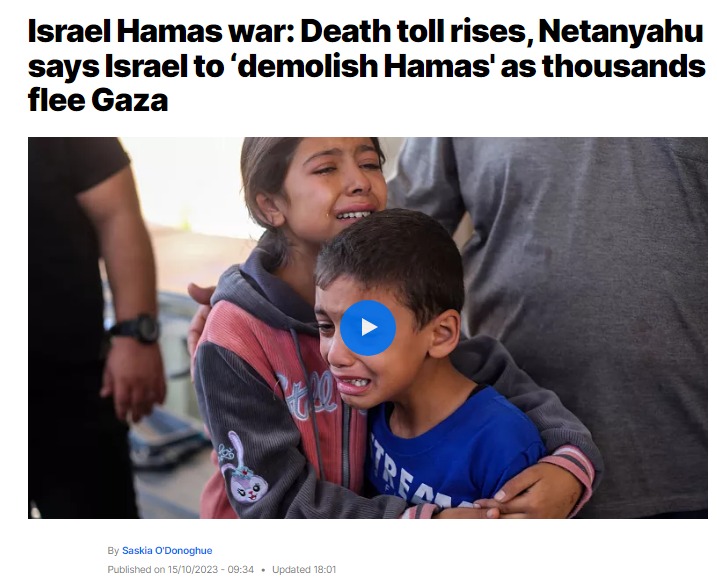 Israel Hamas war: Death toll rises, Netanyahu
says Israel to ‘demolish Hamas' as thousands
flee Gaza
By Saskia O'Donoghue
Published on 15/10/2023 - 09:34 • Updated 18:01